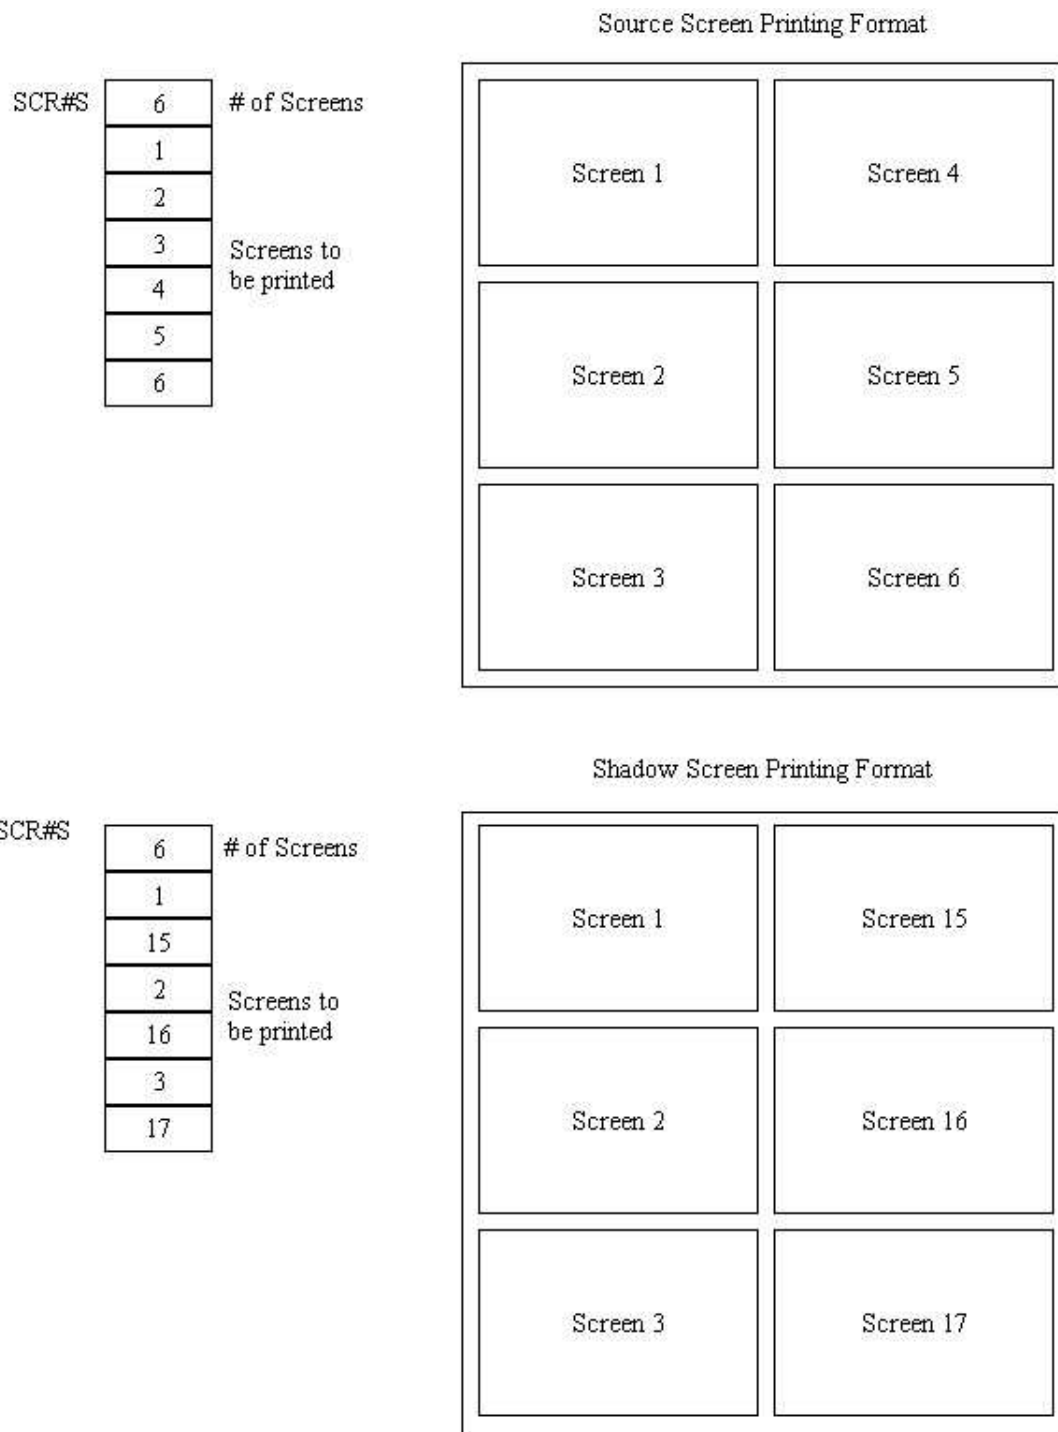 Source Screen Printing Format
SCR#S
6
# of Screens
1
2
3
4
5
6
Screens to
be printed
Screen 1
Screen 4
Screen 2
Screen 5
Screen 3
Screen 6
Shadow Screen Printing Format
SCR#S
6
# of Screens
1
15
2
16
3
17
Screens to
be printed
Screen 1
Screen 15
Screen 2
Screen 16
Screen 3
Screen 17